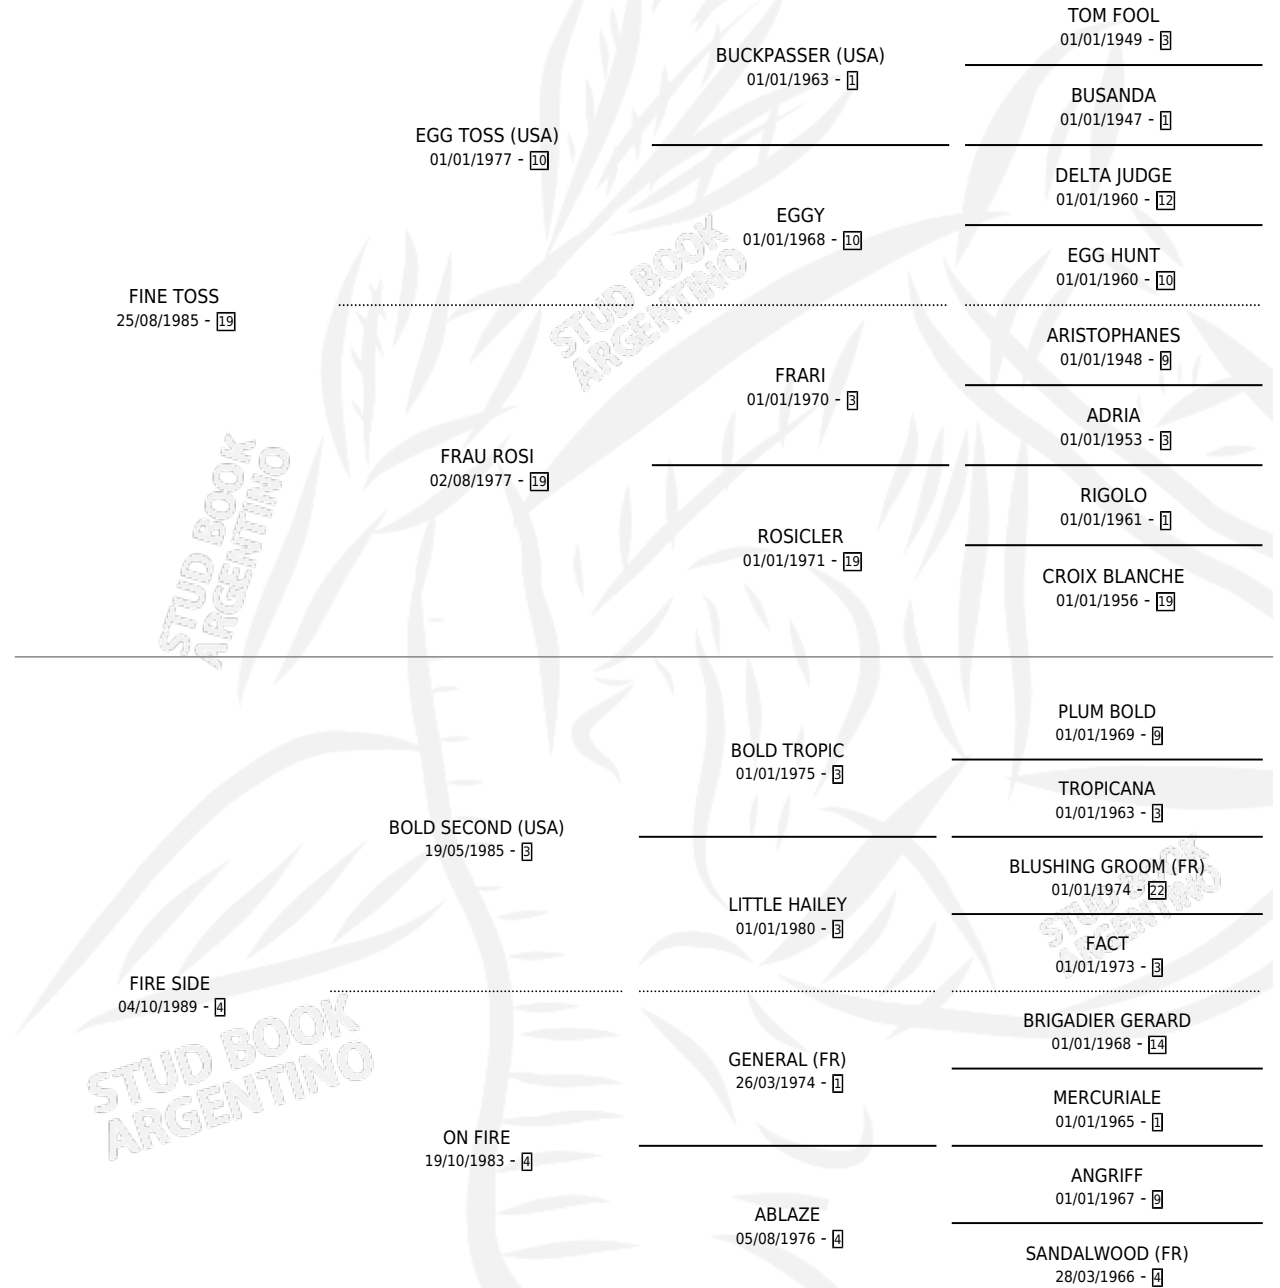 TOM FOOL
01/01/1949 - 3
BUCKPASSER (USA)
01/01/1963 - 1
BUSANDA
01/01/1947 - 1
EGG TOSS (USA)
01/01/1977 - 10
DELTA JUDGE
01/01/1960 - 12
EGGY
01/01/1968 - 10
EGG HUNT
01/01/1960 - 10
FINE TOSS
25/08/1985 - 19
STUD BOOK
ARGENTINO
ARISTOPHANES
01/01/1948 - 9
FRARI
01/01/1970 - 3
ADRIA
01/01/1953 - 3
FRAU ROSI
02/08/1977 - 19
RIGOLO
01/01/1961 - 1
ROSICLER
01/01/1971 - 19
CROIX BLANCHE
01/01/1956 - 19
STUD BOOK
ARGENTINO
PLUM BOLD
01/01/1969 - 9
BOLD TROPIC
01/01/1975 - 3
TROPICANA
01/01/1963 - 3
BOLD SECOND (USA)
19/05/1985 - 3
BLUSHING GROOM (FR)
01/01/1974 - 22
STUD BOOK
ARGENTINO
LITTLE HAILEY
01/01/1980 - 3
FACT
01/01/1973 - 3
FIRE SIDE
04/10/1989 - 4
STUD BOOK
ARGENTINO
BRIGADIER GERARD
01/01/1968 - 14
GENERAL (FR)
26/03/1974 - 1
MERCURIALE
01/01/1965 - 1
ON FIRE
19/10/1983 - 4
ANGRIFF
01/01/1967 - 9
ABLAZE
05/08/1976 - 4
SANDALWOOD (FR)
28/03/1966 - 4